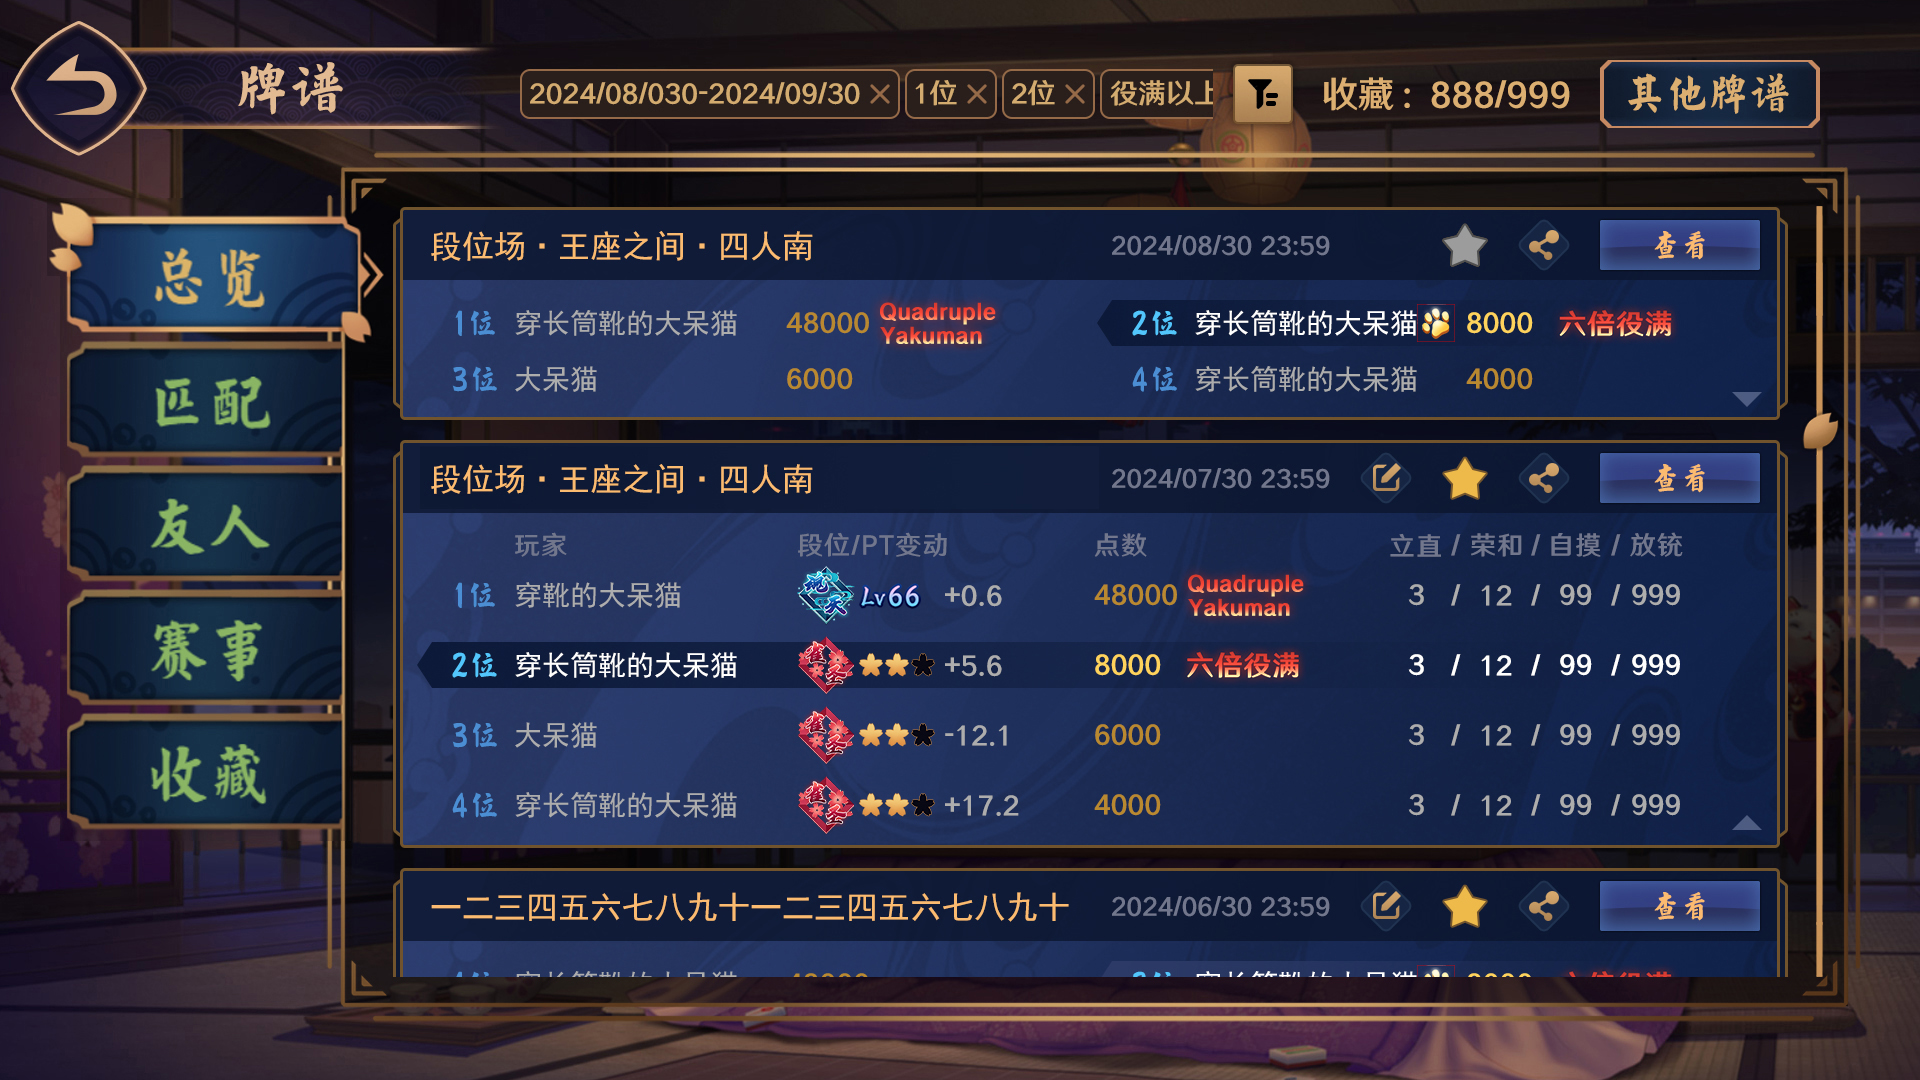 牌谱
2024/08/030-2024/09/30 ×
1位 ×
2位 ×
役满以上
收藏：888/999
其他牌谱
总览
匹配
友人
赛事
收藏
段位场·王座之间·四人南 2024/08/30 23:59 查看
1位 穿长筒靴的大呆猫 48000 Quadruple Yakuman 2位 穿长筒靴的大呆猫 8000 六倍役满
3位 大呆猫 6000 4位 穿长筒靴的大呆猫 4000
段位场·王座之间·四人南 2024/07/30 23:59 查看
玩家 段位/PT变动 点数 立直 / 荣和 / 自摸 / 放铳
1位 穿靴的大呆猫 魂天 Lv66 +0.6 48000 Quadruple Yakuman 3 / 12 / 99 / 999
2位 穿长筒靴的大呆猫 雀圣 +5.6 8000 六倍役满 3 / 12 / 99 / 999
3位 大呆猫 雀圣 -12.1 6000 3 / 12 / 99 / 999
4位 穿长筒靴的大呆猫 雀圣 +17.2 4000 3 / 12 / 99 / 999
一二三四五六七八九十一二三四五六七八九十 2024/06/30 23:59 查看